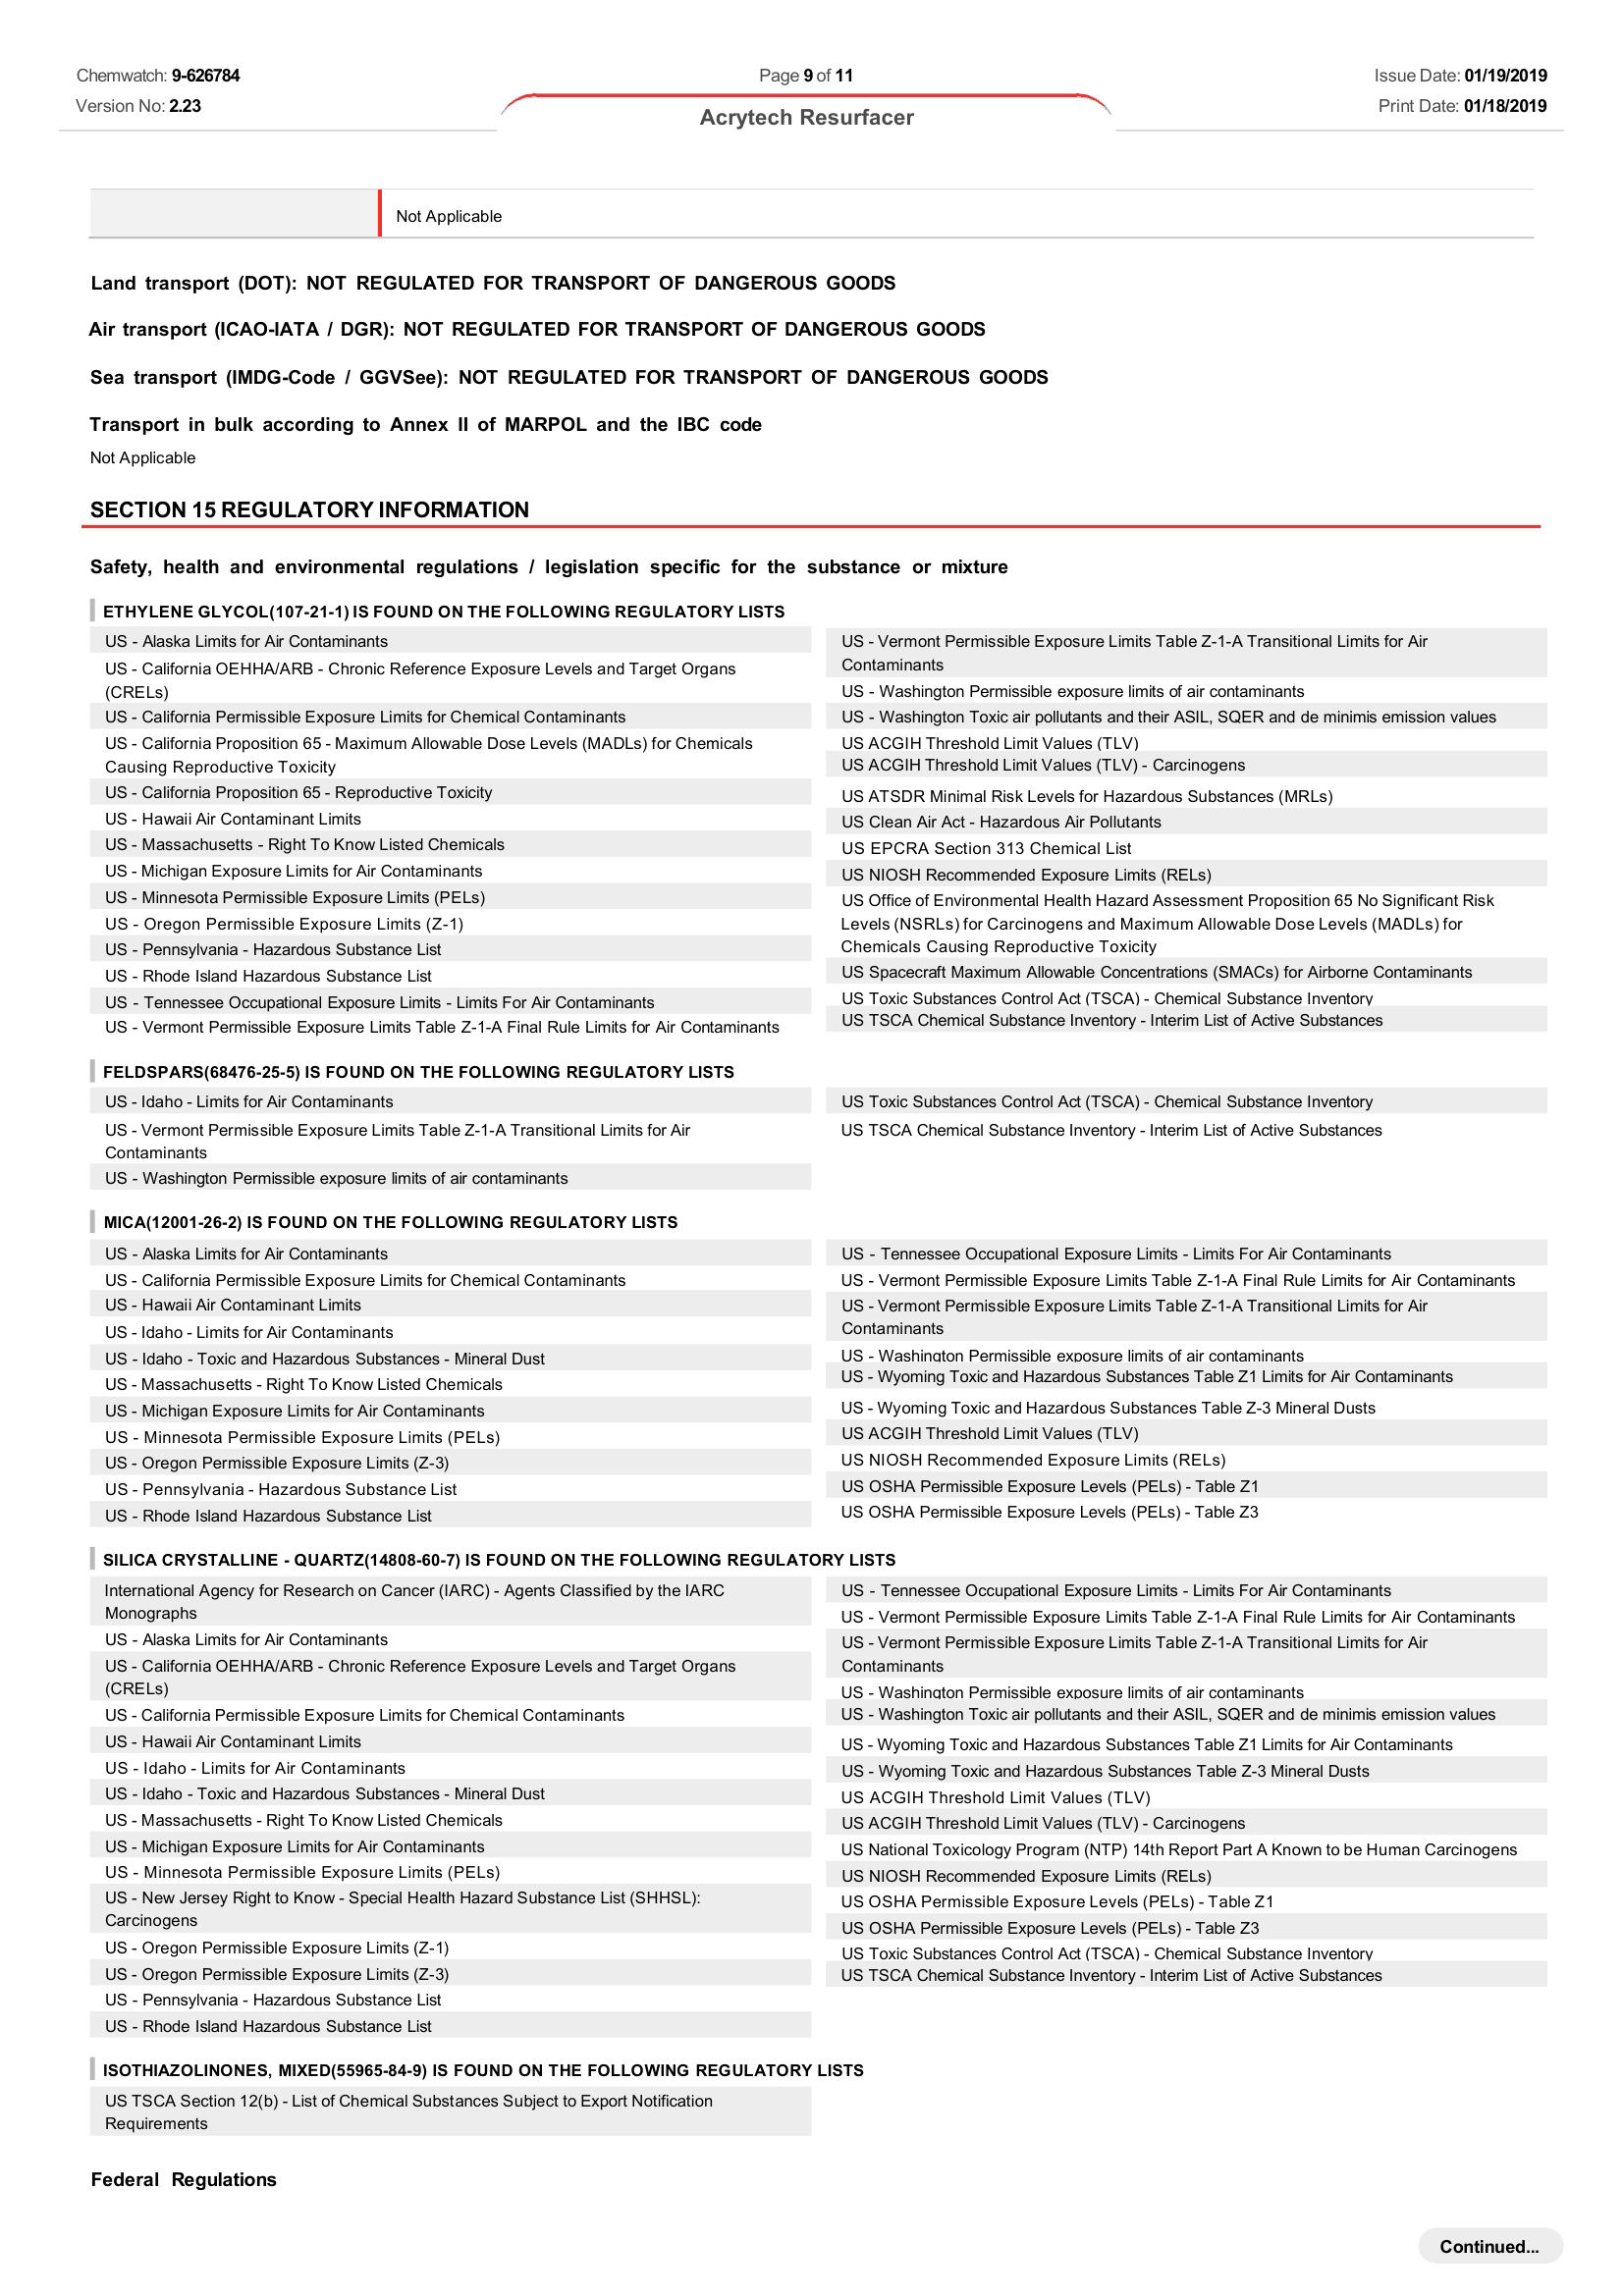 Chemwatch: 9-626784
Page 9 of 11
Issue Date: 01/19/2019
Version No: 2.23
Acrytech Resurfacer
Print Date: 01/18/2019
Not Applicable
Land transport (DOT): NOT REGULATED FOR TRANSPORT OF DANGEROUS GOODS
Air transport (ICAO-IATA / DGR): NOT REGULATED FOR TRANSPORT OF DANGEROUS GOODS
Sea transport (IMDG-Code / GGVSee): NOT REGULATED FOR TRANSPORT OF DANGEROUS GOODS
Transport in bulk according to Annex II of MARPOL and the IBC code
Not Applicable
SECTION 15 REGULATORY INFORMATION
Safety, health and environmental regulations / legislation specific for the substance or mixture
ETHYLENE GLYCOL(107-21-1) IS FOUND ON THE FOLLOWING REGULATORY LISTS
US - Alaska Limits for Air Contaminants
US - California OEHHA/ARB - Chronic Reference Exposure Levels and Target Organs
(CRELs)
US - California Permissible Exposure Limits for Chemical Contaminants
US - California Proposition 65 - Maximum Allowable Dose Levels (MADLs) for Chemicals
Causing Reproductive Toxicity
US - California Proposition 65 - Reproductive Toxicity
US - Hawaii Air Contaminant Limits
US - Massachusetts - Right To Know Listed Chemicals
US - Michigan Exposure Limits for Air Contaminants
US - Minnesota Permissible Exposure Limits (PELs)
US - Oregon Permissible Exposure Limits (Z-1)
US - Pennsylvania - Hazardous Substance List
US - Rhode Island Hazardous Substance List
US - Tennessee Occupational Exposure Limits - Limits For Air Contaminants
US - Vermont Permissible Exposure Limits Table Z-1-A Final Rule Limits for Air Contaminants
US - Vermont Permissible Exposure Limits Table Z-1-A Transitional Limits for Air
Contaminants
US - Washington Permissible exposure limits of air contaminants
US - Washington Toxic air pollutants and their ASIL, SQER and de minimis emission values
US ACGIH Threshold Limit Values (TLV)
US ACGIH Threshold Limit Values (TLV) - Carcinogens
US ATSDR Minimal Risk Levels for Hazardous Substances (MRLs)
US Clean Air Act - Hazardous Air Pollutants
US EPCRA Section 313 Chemical List
US NIOSH Recommended Exposure Limits (RELs)
US Office of Environmental Health Hazard Assessment Proposition 65 No Significant Risk
Levels (NSRLs) for Carcinogens and Maximum Allowable Dose Levels (MADLs) for
Chemicals Causing Reproductive Toxicity
US Spacecraft Maximum Allowable Concentrations (SMACs) for Airborne Contaminants
US Toxic Substances Control Act (TSCA) - Chemical Substance Inventory
US TSCA Chemical Substance Inventory - Interim List of Active Substances
FELDSPARS(68476-25-5) IS FOUND ON THE FOLLOWING REGULATORY LISTS
US - Idaho - Limits for Air Contaminants
US - Vermont Permissible Exposure Limits Table Z-1-A Transitional Limits for Air
Contaminants
US - Washington Permissible exposure limits of air contaminants
US Toxic Substances Control Act (TSCA) - Chemical Substance Inventory
US TSCA Chemical Substance Inventory - Interim List of Active Substances
MICA(12001-26-2) IS FOUND ON THE FOLLOWING REGULATORY LISTS
US - Alaska Limits for Air Contaminants
US - California Permissible Exposure Limits for Chemical Contaminants
US - Hawaii Air Contaminant Limits
US - Idaho - Limits for Air Contaminants
US - Idaho - Toxic and Hazardous Substances - Mineral Dust
US - Massachusetts - Right To Know Listed Chemicals
US - Michigan Exposure Limits for Air Contaminants
US - Minnesota Permissible Exposure Limits (PELs)
US - Oregon Permissible Exposure Limits (Z-3)
US - Pennsylvania - Hazardous Substance List
US - Rhode Island Hazardous Substance List
US - Tennessee Occupational Exposure Limits - Limits For Air Contaminants
US - Vermont Permissible Exposure Limits Table Z-1-A Final Rule Limits for Air Contaminants
US - Vermont Permissible Exposure Limits Table Z-1-A Transitional Limits for Air
Contaminants
US - Washington Permissible exposure limits of air contaminants
US - Wyoming Toxic and Hazardous Substances Table Z1 Limits for Air Contaminants
US - Wyoming Toxic and Hazardous Substances Table Z-3 Mineral Dusts
US ACGIH Threshold Limit Values (TLV)
US NIOSH Recommended Exposure Limits (RELs)
US OSHA Permissible Exposure Levels (PELs) - Table Z1
US OSHA Permissible Exposure Levels (PELs) - Table Z3
SILICA CRYSTALLINE - QUARTZ(14808-60-7) IS FOUND ON THE FOLLOWING REGULATORY LISTS
International Agency for Research on Cancer (IARC) - Agents Classified by the IARC
Monographs
US - Alaska Limits for Air Contaminants
US - California OEHHA/ARB - Chronic Reference Exposure Levels and Target Organs
(CRELs)
US - California Permissible Exposure Limits for Chemical Contaminants
US - Hawaii Air Contaminant Limits
US - Idaho - Limits for Air Contaminants
US - Idaho - Toxic and Hazardous Substances - Mineral Dust
US - Massachusetts - Right To Know Listed Chemicals
US - Michigan Exposure Limits for Air Contaminants
US - Minnesota Permissible Exposure Limits (PELs)
US - New Jersey Right to Know - Special Health Hazard Substance List (SHHSL):
Carcinogens
US - Oregon Permissible Exposure Limits (Z-1)
US - Oregon Permissible Exposure Limits (Z-3)
US - Pennsylvania - Hazardous Substance List
US - Rhode Island Hazardous Substance List
US - Tennessee Occupational Exposure Limits - Limits For Air Contaminants
US - Vermont Permissible Exposure Limits Table Z-1-A Final Rule Limits for Air Contaminants
US - Vermont Permissible Exposure Limits Table Z-1-A Transitional Limits for Air
Contaminants
US - Washington Permissible exposure limits of air contaminants
US - Washington Toxic air pollutants and their ASIL, SQER and de minimis emission values
US - Wyoming Toxic and Hazardous Substances Table Z1 Limits for Air Contaminants
US - Wyoming Toxic and Hazardous Substances Table Z-3 Mineral Dusts
US ACGIH Threshold Limit Values (TLV)
US ACGIH Threshold Limit Values (TLV) - Carcinogens
US National Toxicology Program (NTP) 14th Report Part A Known to be Human Carcinogens
US NIOSH Recommended Exposure Limits (RELs)
US OSHA Permissible Exposure Levels (PELs) - Table Z1
US OSHA Permissible Exposure Levels (PELs) - Table Z3
US Toxic Substances Control Act (TSCA) - Chemical Substance Inventory
US TSCA Chemical Substance Inventory - Interim List of Active Substances
ISOTHIAZOLINONES, MIXED(55965-84-9) IS FOUND ON THE FOLLOWING REGULATORY LISTS
US TSCA Section 12(b) - List of Chemical Substances Subject to Export Notification
Requirements
Federal Regulations
Continued...